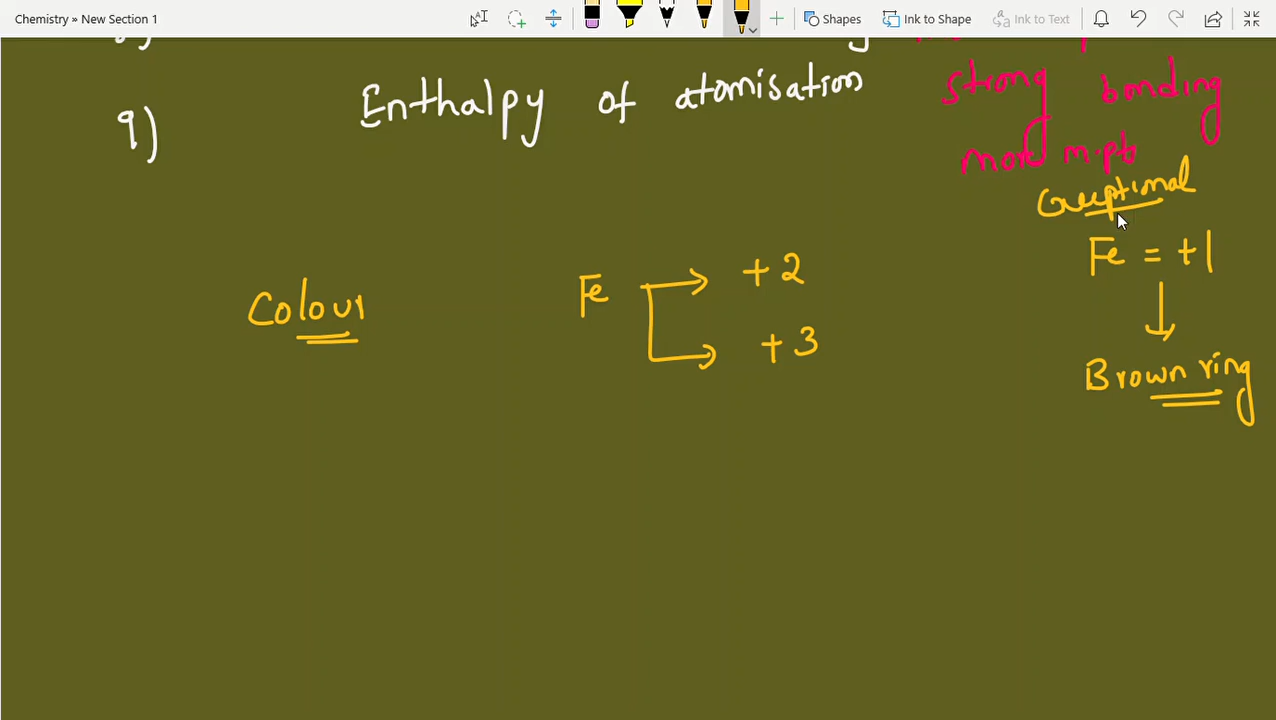 Chemistry » New Section 1
Shapes
Ink to Shape
Ink to Text
Enthalpy of atomisation
9)
strong bonding
more m.pt
Exceptional
Fe = +1
Brown ring
Colour
Fe → +2
→ +3